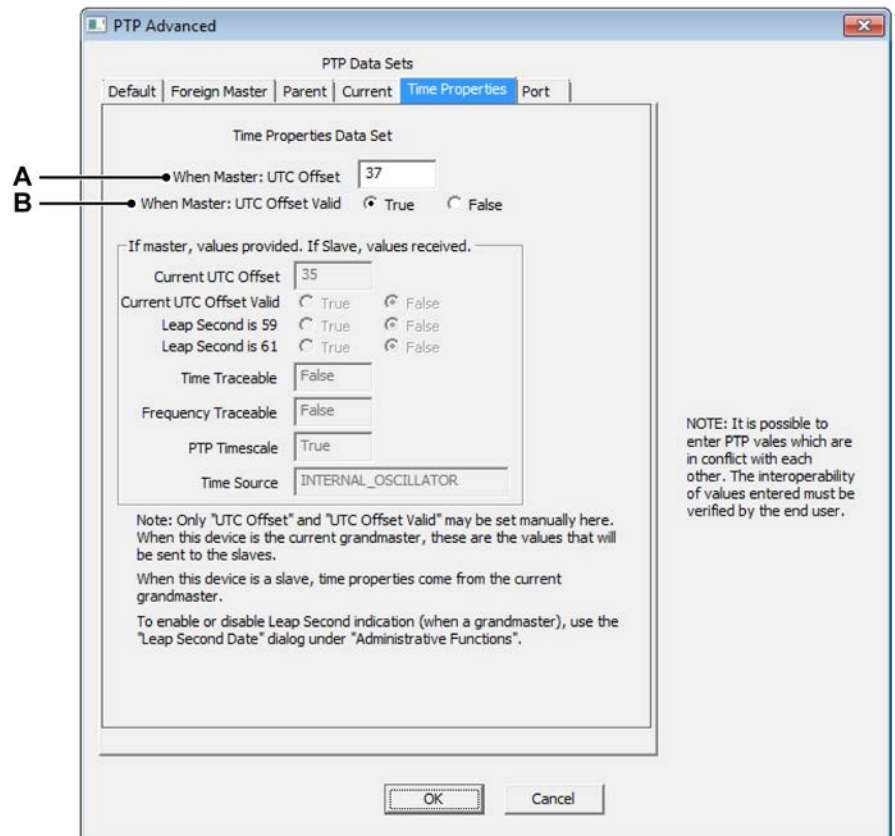 PTP Advanced
PTP Data Sets
Default Foreign Master Parent Current Time Properties Port
Time Properties Data Set
A When Master: UTC Offset 37
B When Master: UTC Offset Valid True False
If master, values provided. If Slave, values received.
Current UTC Offset 35
Current UTC Offset Valid True False
Leap Second is 59 True False
Leap Second is 61 True False
Time Traceable False
Frequency Traceable False
PTP Timescale True
Time Source INTERNAL_OSCILLATOR
Note: Only "UTC Offset" and "UTC Offset Valid" may be set manually here.
When this device is the current grandmaster, these are the values that will
be sent to the slaves.
When this device is a slave, time properties come from the current
grandmaster.
To enable or disable Leap Second indication (when a grandmaster), use the
"Leap Second Date" dialog under "Administrative Functions".
NOTE: It is possible to
enter PTP vales which are
in conflict with each
other. The interoperability
of values entered must be
verified by the end user.
OK Cancel